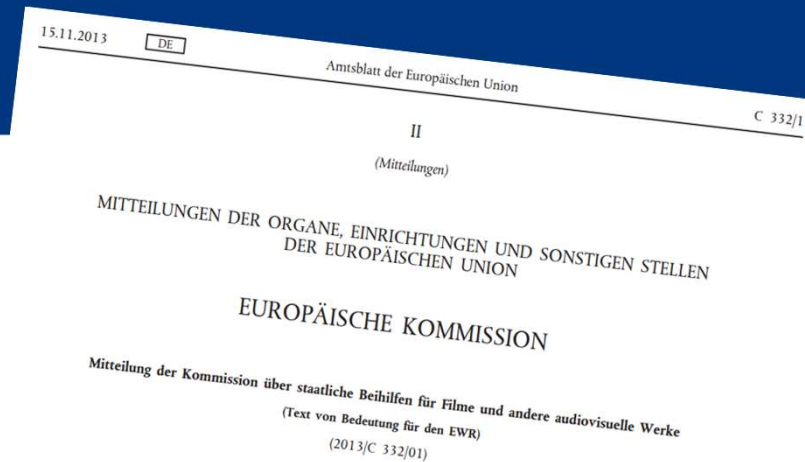 15.11.2013 DE Amtsblatt der Europäischen Union C 332/1
II
(Mitteilungen)
MITTEILUNGEN DER ORGANE, EINRICHTUNGEN UND SONSTIGEN STELLEN
DER EUROPÄISCHEN UNION
EUROPÄISCHE KOMMISSION
Mitteilung der Kommission über staatliche Beihilfen für Filme und andere audiovisuelle Werke
(Text von Bedeutung für den EWR)
(2013/C 332/01)